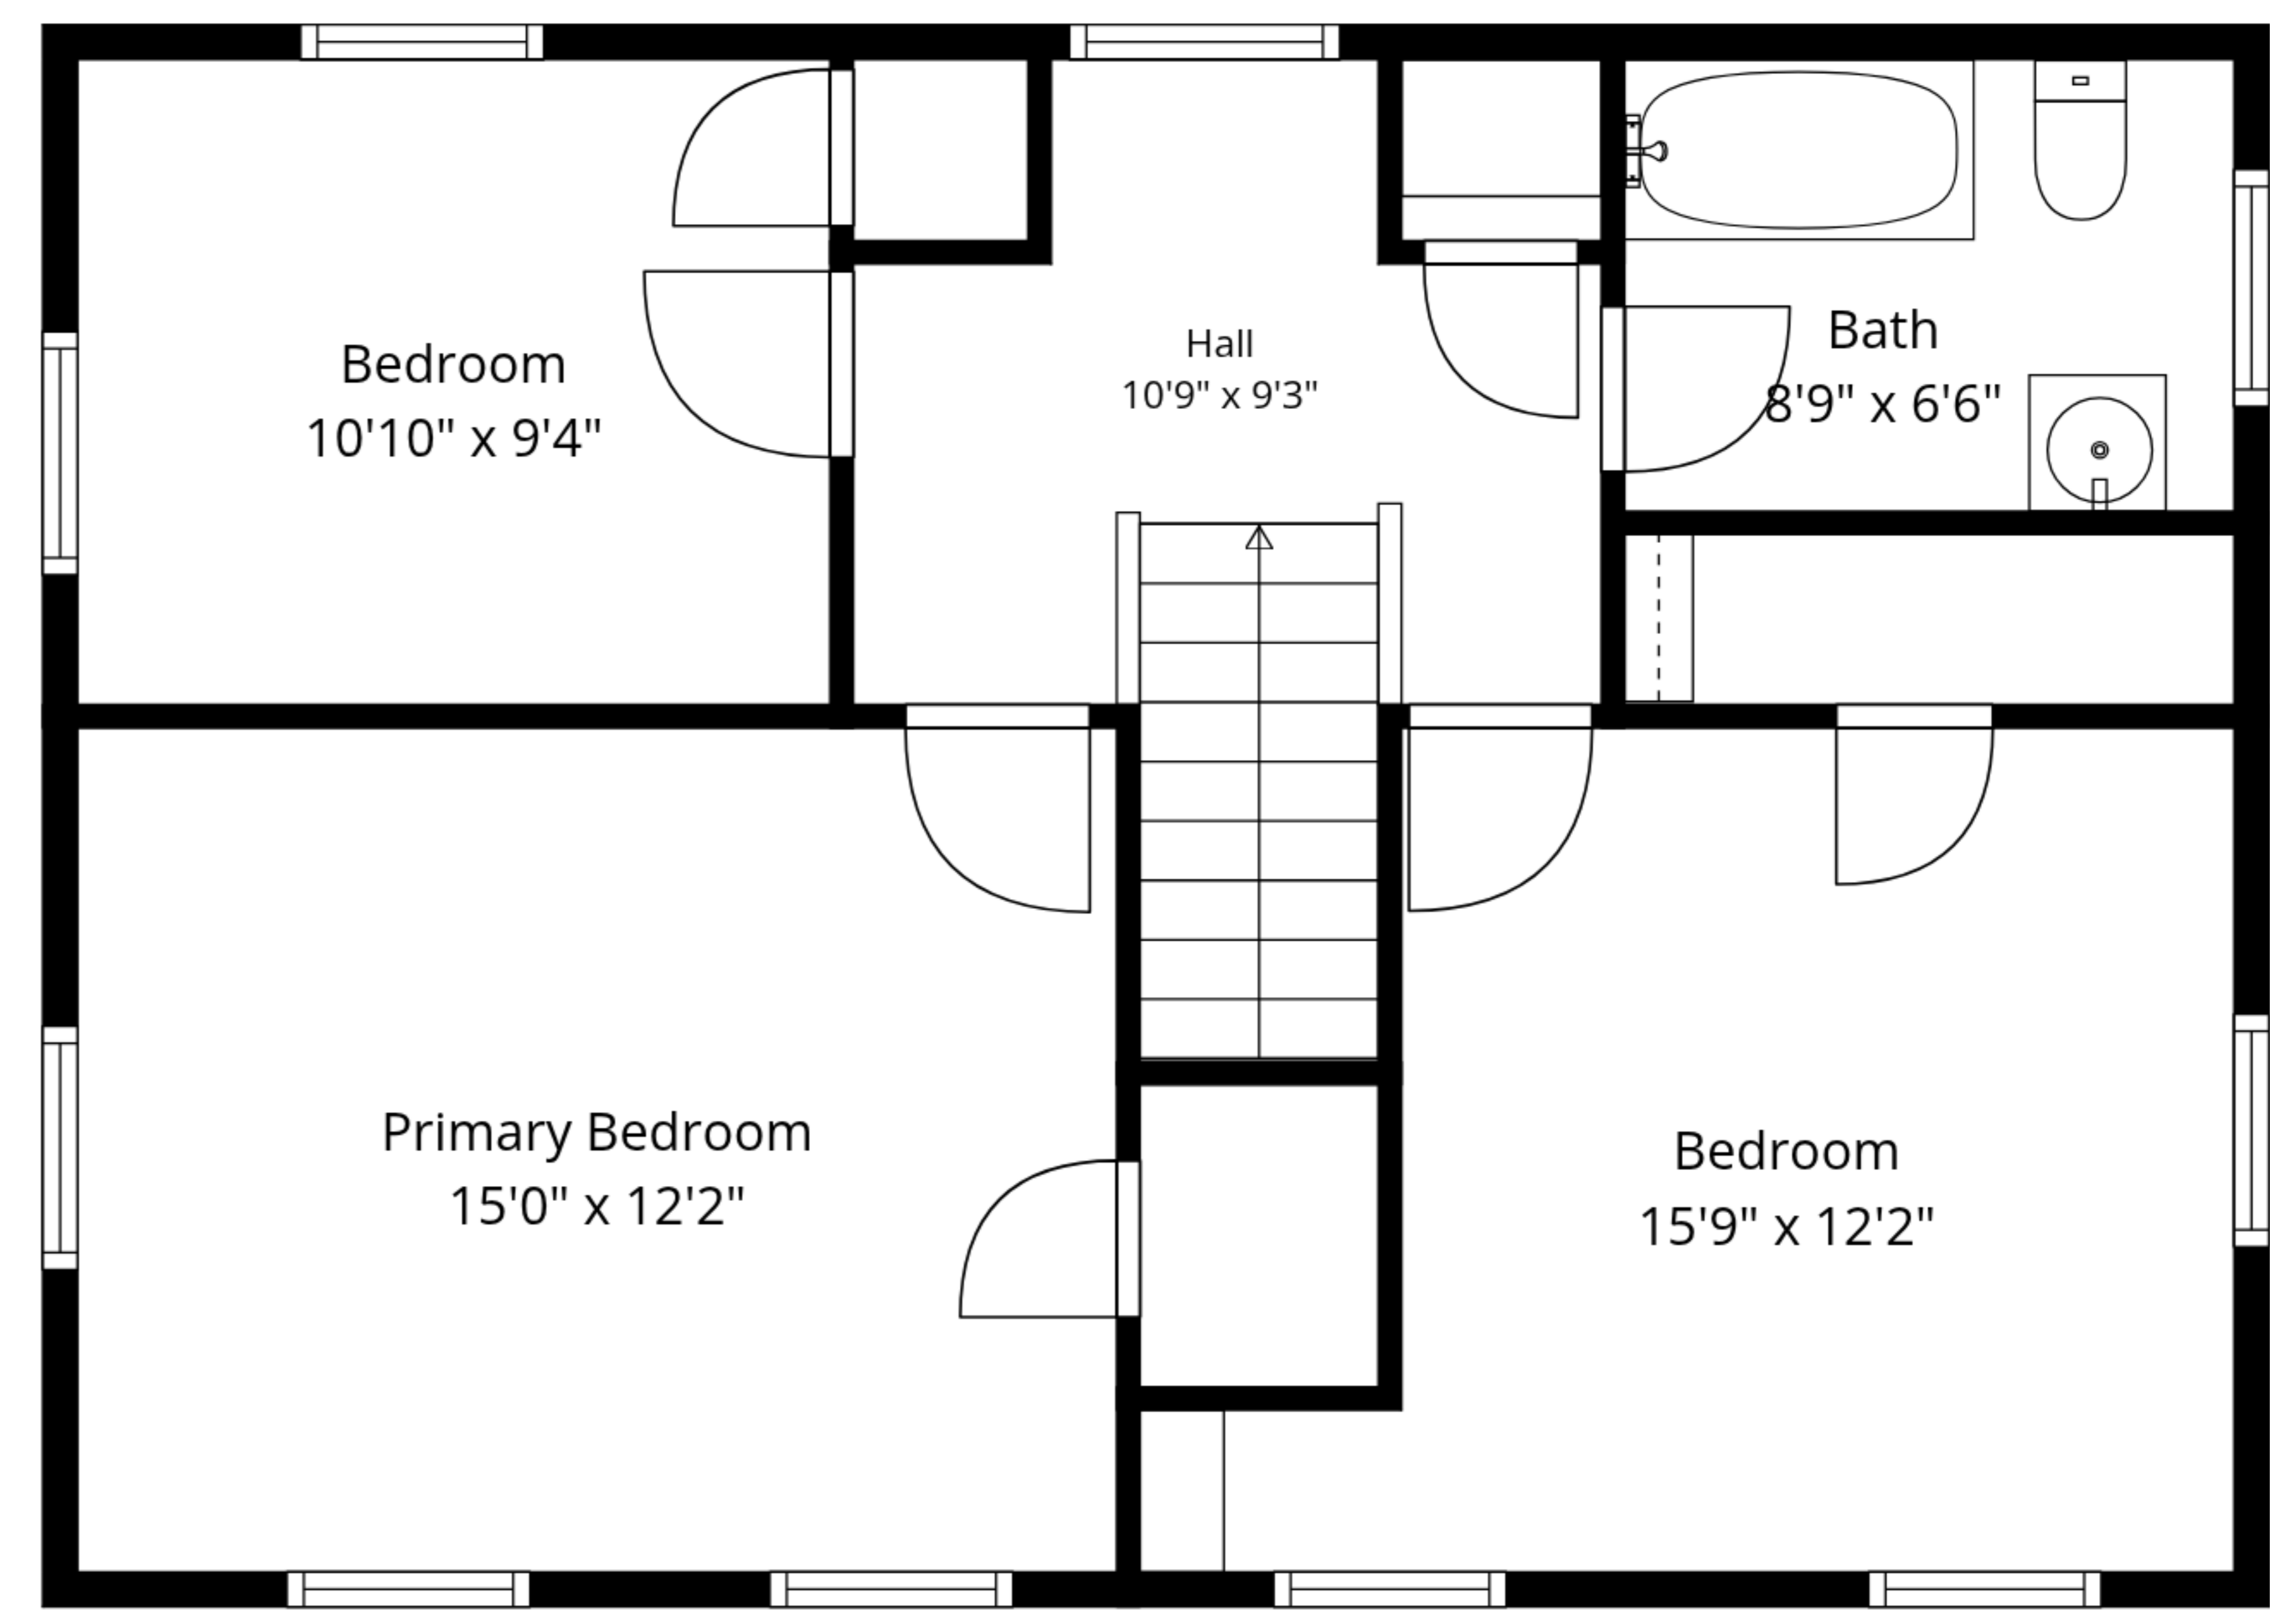 Bedroom
10'10" x 9'4"
Hall
10'9" x 9'3"
Bath
8'9" x 6'6"
Primary Bedroom
15'0" x 12'2"
Bedroom
15'9" x 12'2"